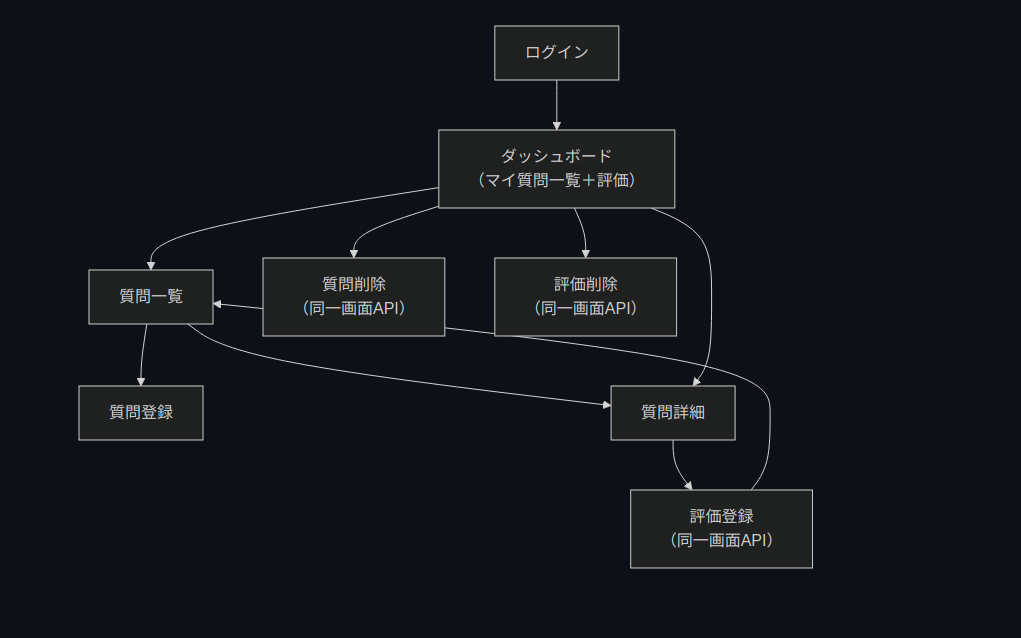 ログイン
ダッシュボード
（マイ質問一覧＋評価）
質問一覧
質問削除
（同一画面API）
評価削除
（同一画面API）
質問登録
質問詳細
評価登録
（同一画面API）